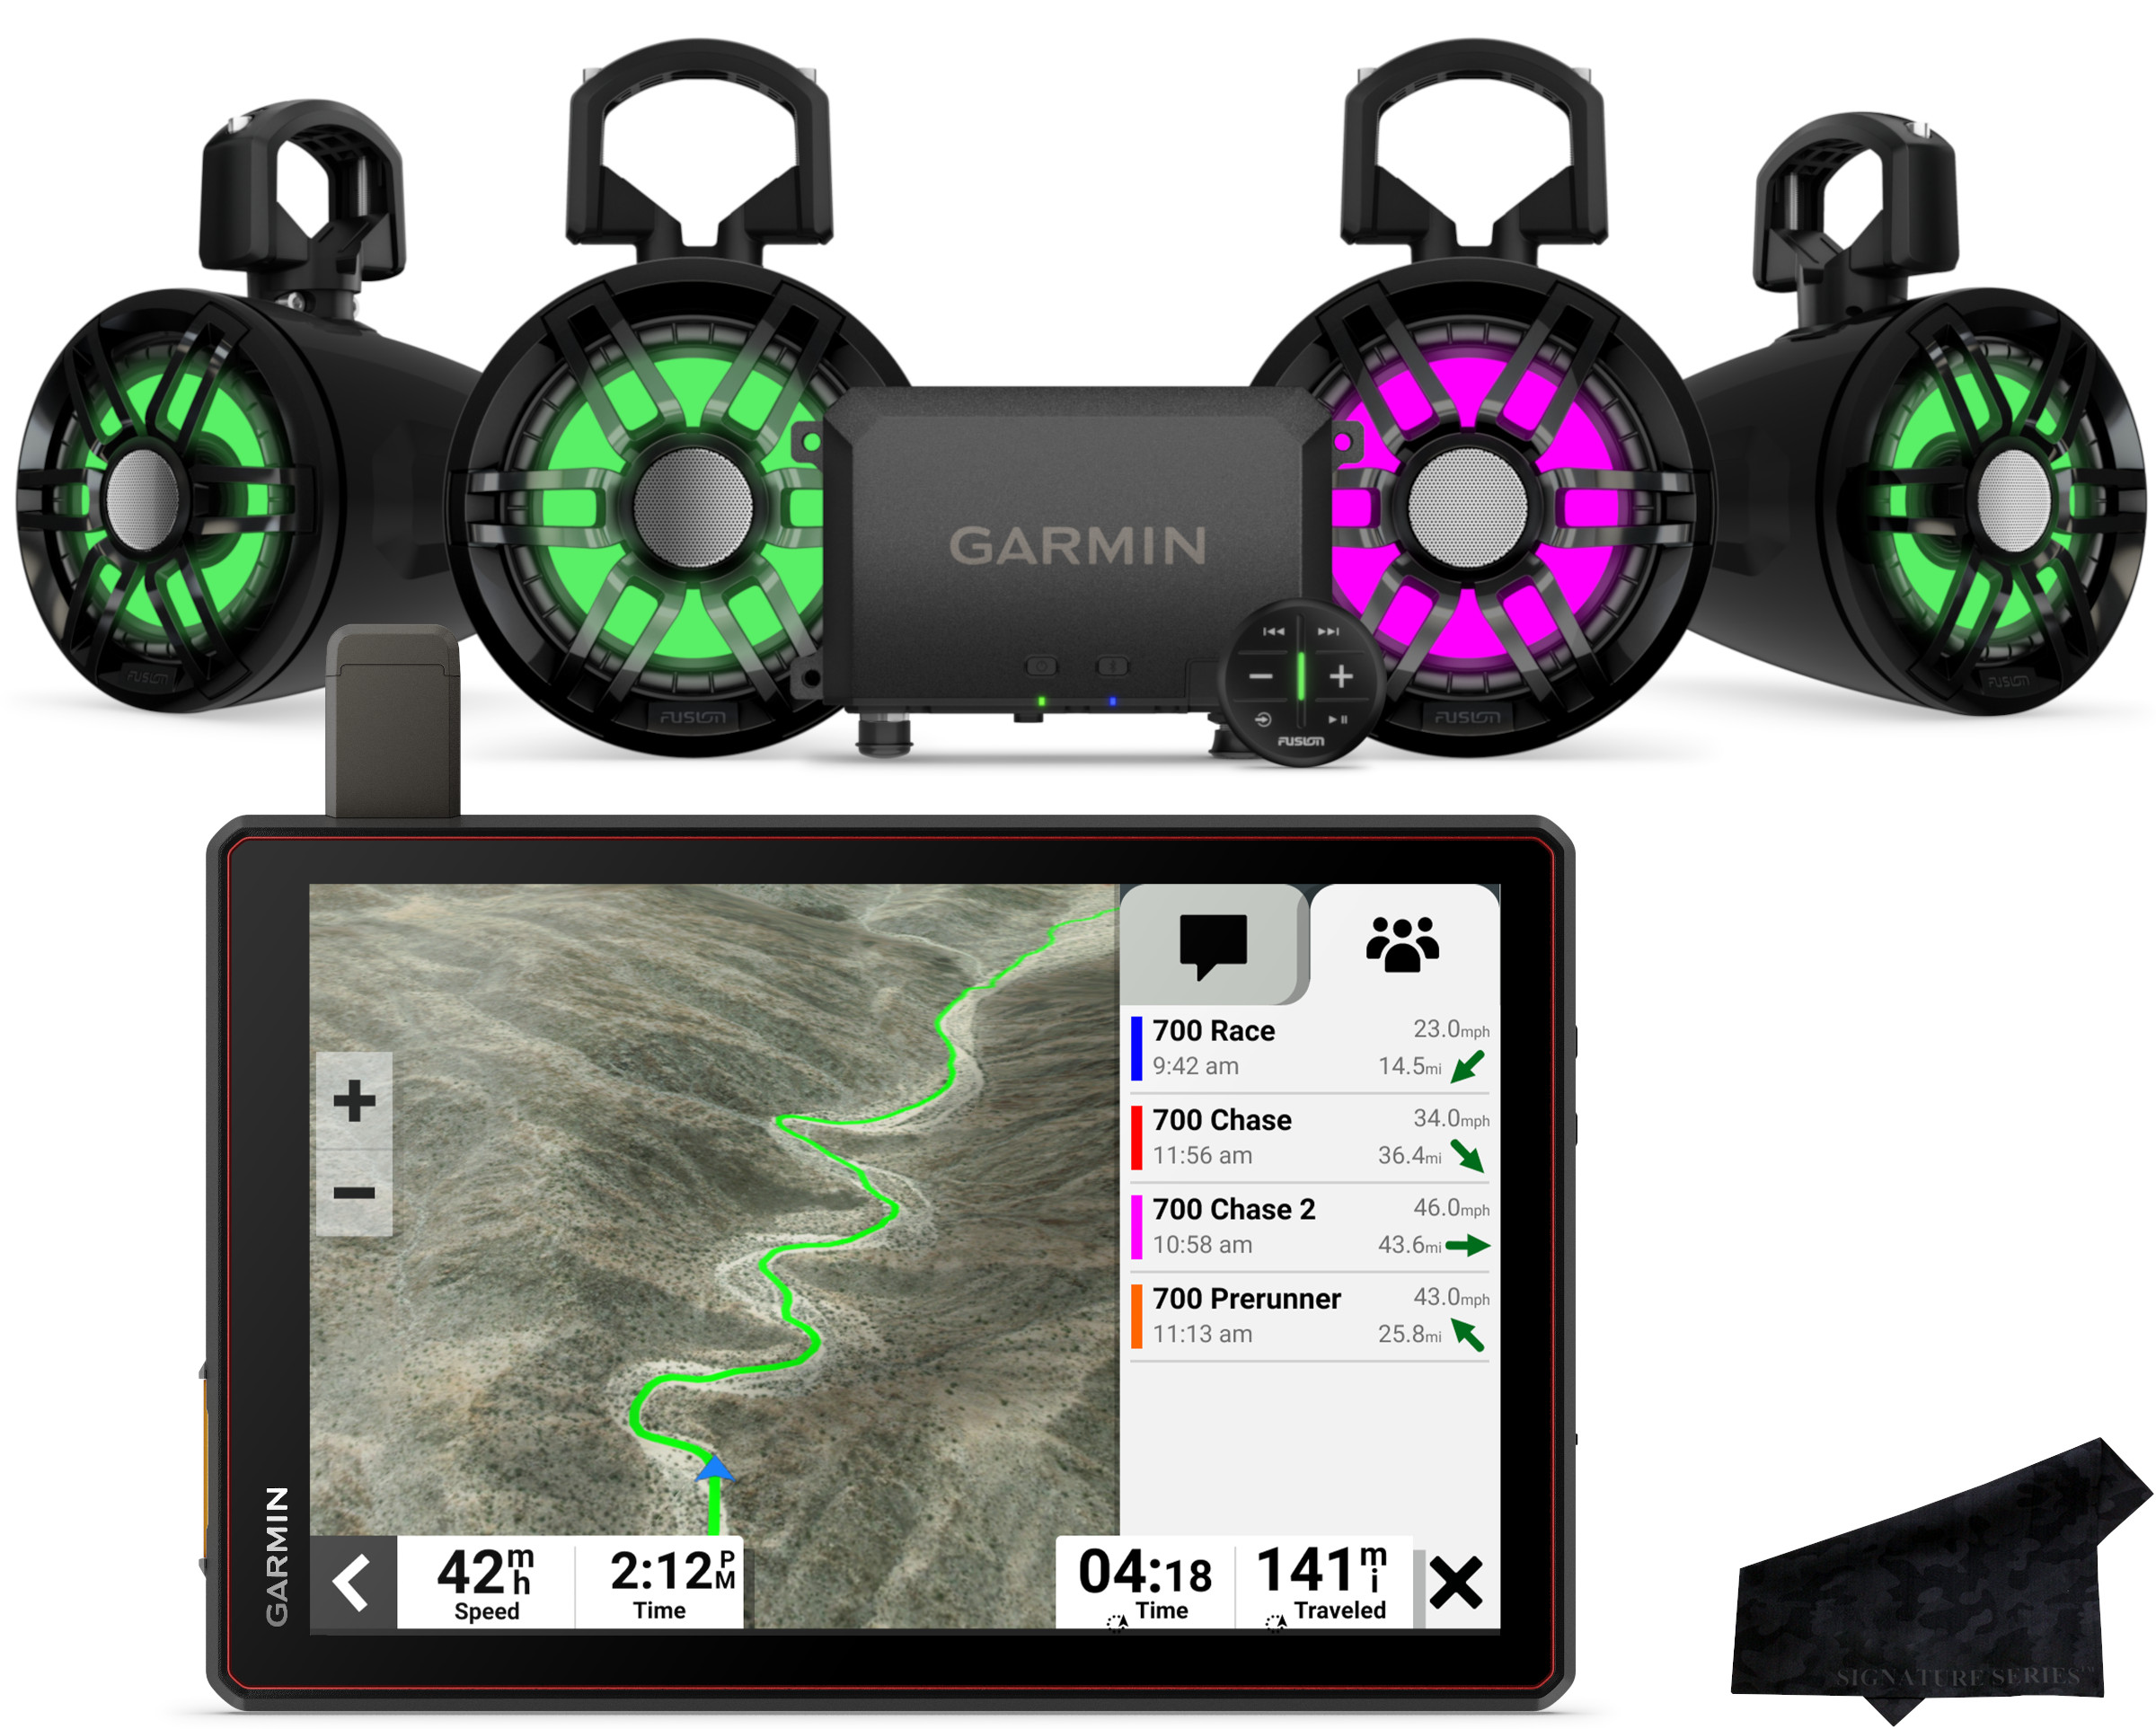 GARMIN
FUSION
FUSION
FUSION
FUSION
FUSION
GARMIN
700 Race
23.0mph
9:42 am
14.5mi
700 Chase
34.0mph
11:56 am
36.4mi
700 Chase 2
46.0mph
10:58 am
43.6mi
700 Prerunner
43.0mph
11:13 am
25.8mi
42mh
Speed
2:12PM
Time
04:18
Time
141mi
Traveled
SIGNATURE SERIES™